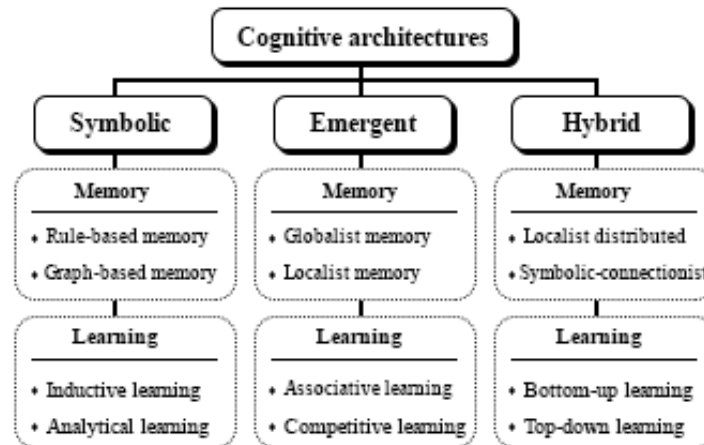 Cognitive architectures
Symbolic
Emergent
Hybrid
Memory
♦ Rule-based memory
♦ Graph-based memory
Memory
♦ Globalist memory
♦ Localist memory
Memory
♦ Localist distributed
♦ Symbolic-connectionist
Learning
♦ Inductive learning
♦ Analytical learning
Learning
♦ Associative learning
♦ Competitive learning
Learning
♦ Bottom-up learning
♦ Top-down learning